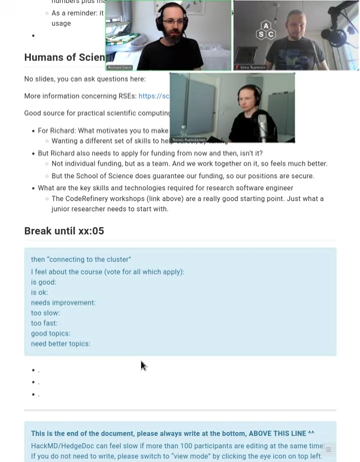 numbers plus
As a reminder: it
usage
Humans of Scien
No slides, you can ask questions here:
More information concerning RSEs: https://sc
Good source for practical scientific computing
For Richard: What motivates you to make
Wanting a different set of skills to
But Richard also needs to apply for funding from now and then, isn't it?
Not individual funding, but as a team. And we work together on it, so feels much better.
But the School of Science does guarantee our funding, so our positions are secure.
What are the key skills and technologies required for research software engineer
The CodeRefinery workshops (link above) are a really good starting point. Just what a
junior researcher needs to start with.
Break until xx:05
then "connecting to the cluster"
I feel about the course (vote for all which apply):
is good:
is ok:
needs improvement:
too slow:
too fast:
good topics:
need better topics:
.
.
.
This is the end of the document, please always write at the bottom, ABOVE THIS LINE ^^
HackMD/HedgeDoc can feel slow if more than 100 participants are editing at the same time
If you do not need to write, please switch to "view mode" by clicking the eye icon on top left
A
S C